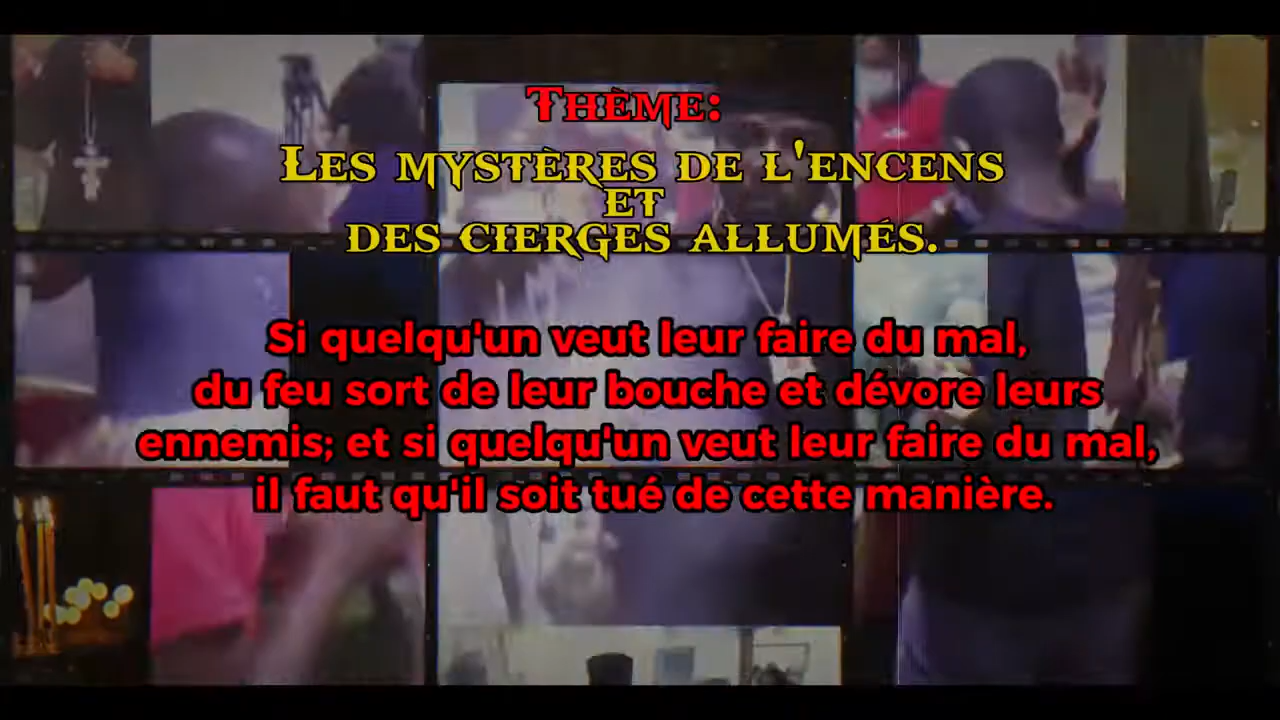 Thème:
Les mystères de l'encens
et
des cierges allumés.
Si quelqu'un veut leur faire du mal,
du feu sort de leur bouche et dévore leurs
ennemis; et si quelqu'un veut leur faire du mal,
il faut qu'il soit tué de cette manière.